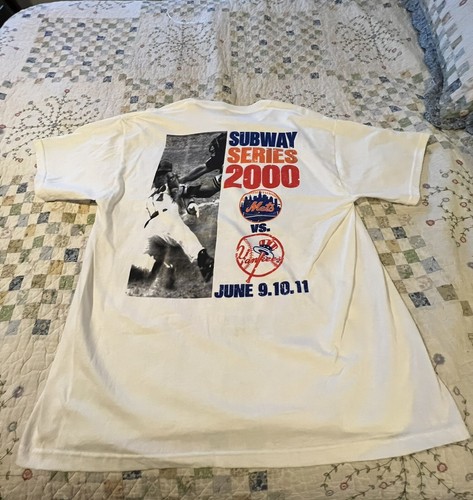 SUBWAY
SERIES
2000
Mets
VS.
Yankees
JUNE 9.10.11